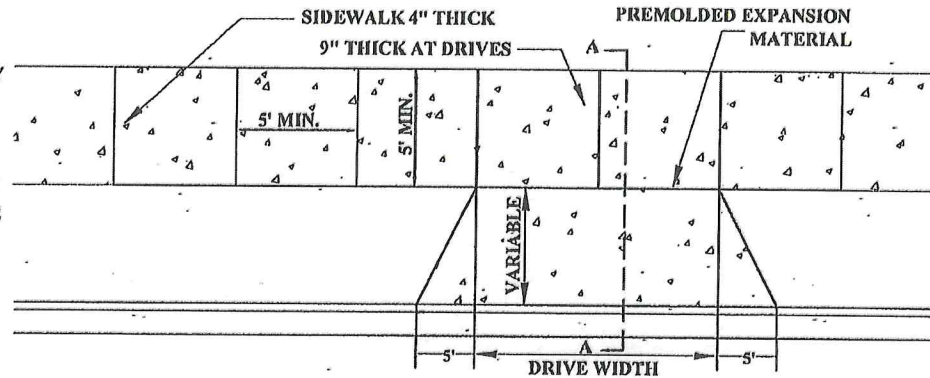 SIDEWALK 4" THICK
PREMOLDED EXPANSION
MATERIAL
9" THICK AT DRIVES
A
5' MIN.
5' MIN.
VARIABLE
5'
A
DRIVE WIDTH
5'